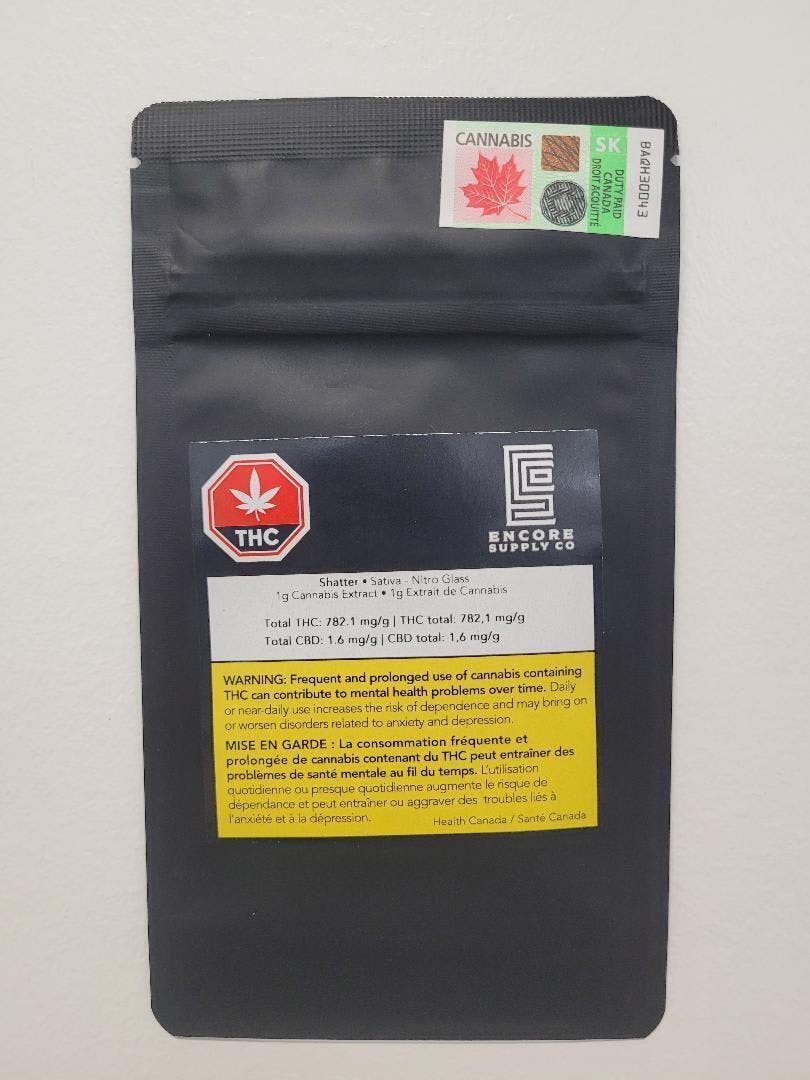 CANNABIS
SK
DUTY PAID
CANADA
DROIT ACQUITTÉ
BAQH30043
THC
ENCORE
SUPPLY CO
Shatter • Sativa - Nitro Glass
1g Cannabis Extract • 1g Extrait de Cannabis
Total THC: 782.1 mg/g | THC total: 782,1 mg/g
Total CBD: 1.6 mg/g | CBD total: 1,6 mg/g
WARNING: Frequent and prolonged use of cannabis containing
THC can contribute to mental health problems over time. Daily
or near-daily use increases the risk of dependence and may bring on
or worsen disorders related to anxiety and depression.
MISE EN GARDE : La consommation fréquente et
prolongée de cannabis contenant du THC peut entraîner des
problèmes de santé mentale au fil du temps. L'utilisation
quotidienne ou presque quotidienne augmente le risque de
dépendance et peut entraîner ou aggraver des troubles liés à
l'anxiété et à la dépression.
Health Canada / Santé Canada